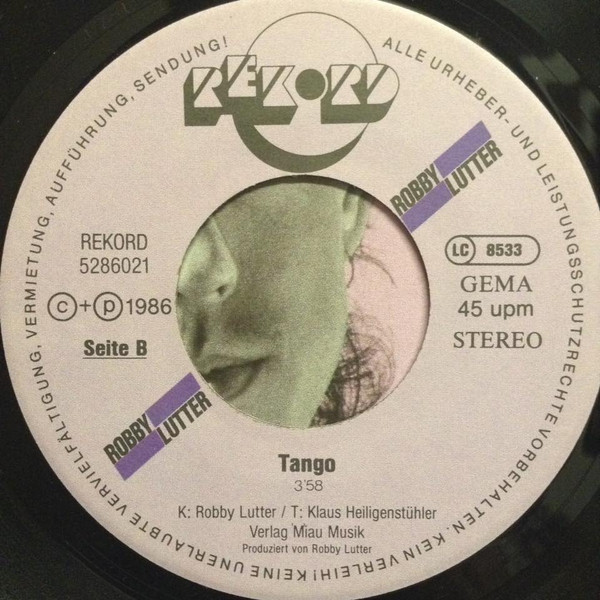 REKORD
ALLE URHEBER- UND LEISTUNGSSCHUTZRECHTE VORBEHALTEN. KEIN VERLEIH! KEINE UNERLAUBTE VERVIELFÄLTIGUNG, VERMIETUNG, AUFFÜHRUNG, SENDUNG!
ROBBY
LUTTER
REKORD
5286021
© + ℗ 1986
Seite B
LC 8533
GEMA
45 upm
STEREO
ROBBY
LUTTER
Tango
3'58
K: Robby Lutter / T: Klaus Heiligenstühler
Verlag Miau Musik
Produziert von Robby Lutter